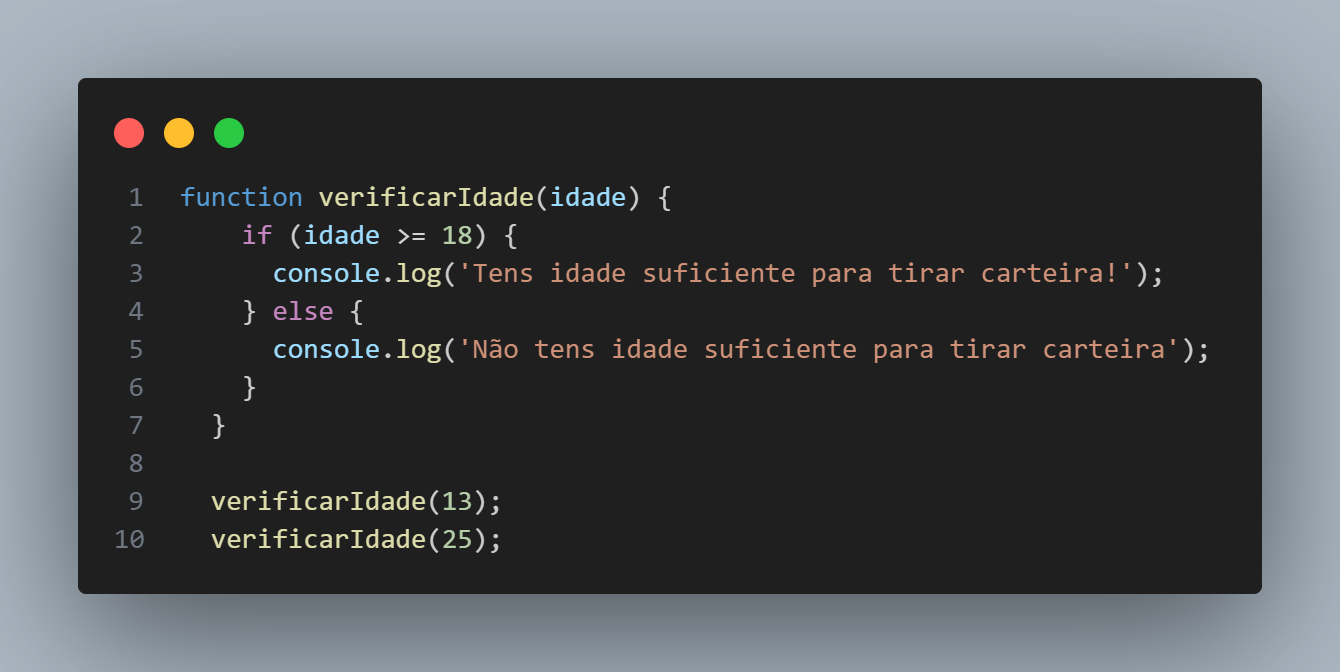 1 function verificarIdade(idade) {
2     if (idade >= 18) {
3       console.log('Tens idade suficiente para tirar carteira!');
4     } else {
5       console.log('Não tens idade suficiente para tirar carteira');
6     }
7   }
8
9   verificarIdade(13);
10   verificarIdade(25);